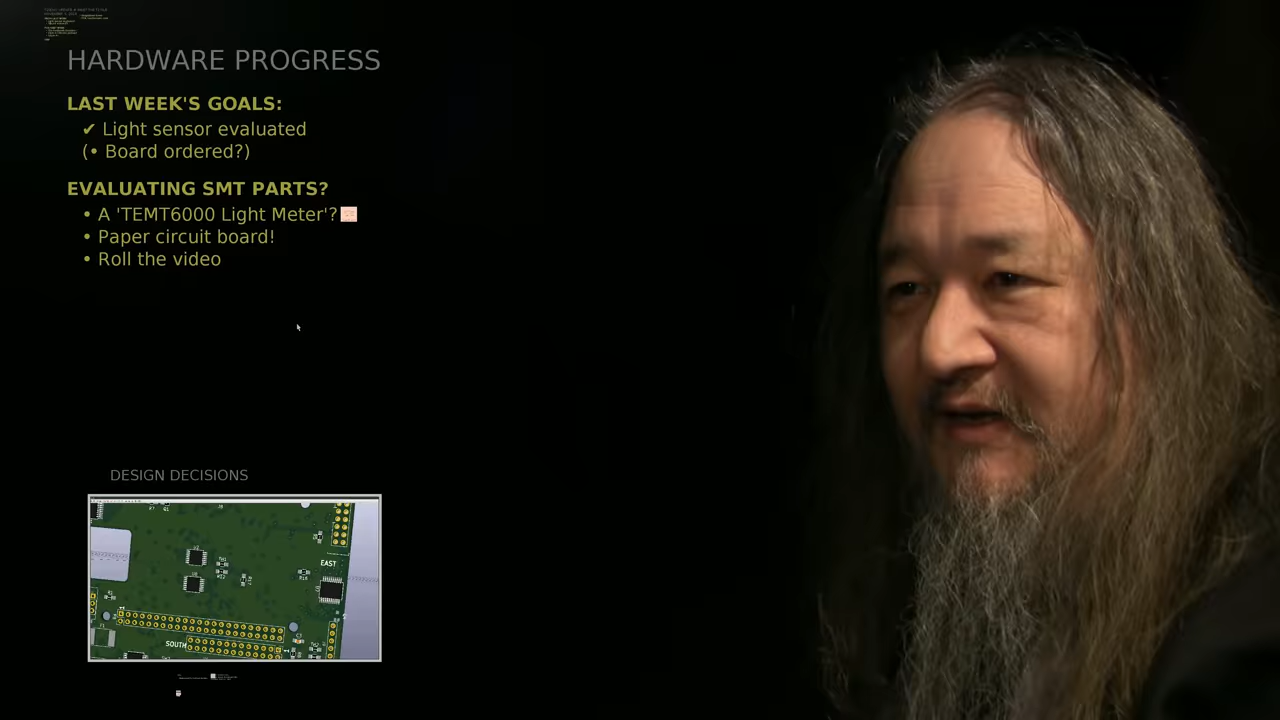 HARDWARE PROGRESS
LAST WEEK'S GOALS:
✔ Light sensor evaluated
(• Board ordered?)
EVALUATING SMT PARTS?
• A 'TEMT6000 Light Meter'?
• Paper circuit board!
• Roll the video
DESIGN DECISIONS
EAST
SOUTH